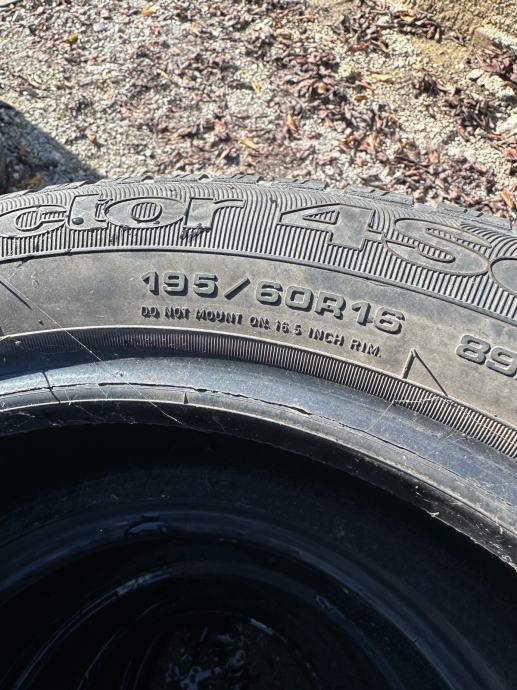 ctor 4S
195/60R16
DO NOT MOUNT ON 16.5 INCH RIM.
89